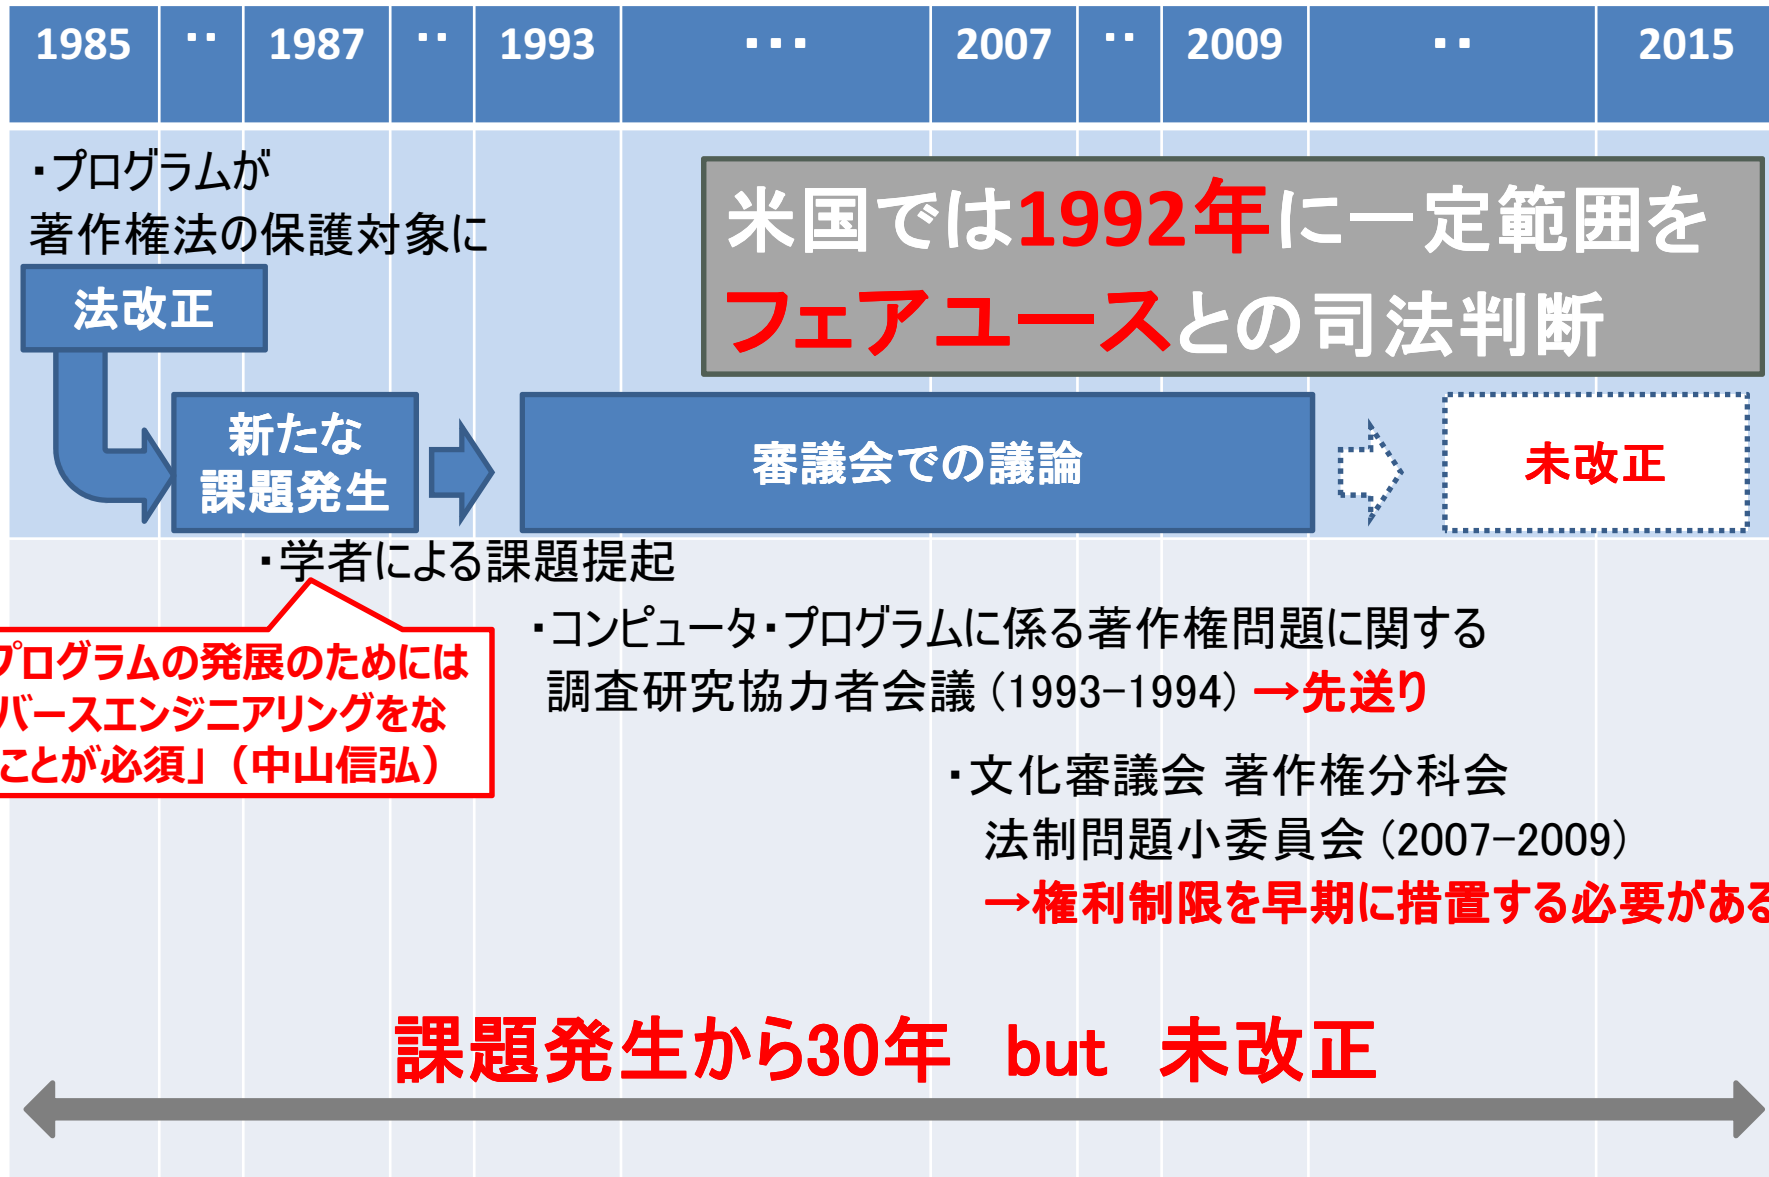 1985 ‥ 1987 ‥ 1993 … 2007 ‥ 2009 ‥ 2015
・プログラムが
著作権法の保護対象に
米国では1992年に一定範囲を
フェアユースとの司法判断
法改正
新たな
課題発生
審議会での議論
未改正
・学者による課題提起
プログラムの発展のためには
バースエンジニアリングをな
ことが必須」（中山信弘）
・コンピュータ・プログラムに係る著作権問題に関する
調査研究協力者会議（1993-1994）→先送り
・文化審議会 著作権分科会
法制問題小委員会（2007-2009）
→権利制限を早期に措置する必要がある
課題発生から30年 but 未改正